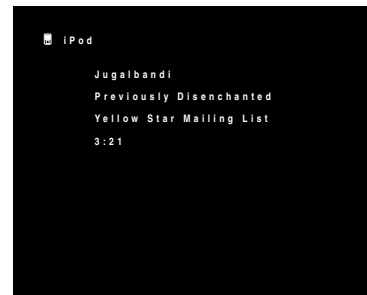 iPod
Jugalbandi
Previously Disenchanted
Yellow Star Mailing List
3:21